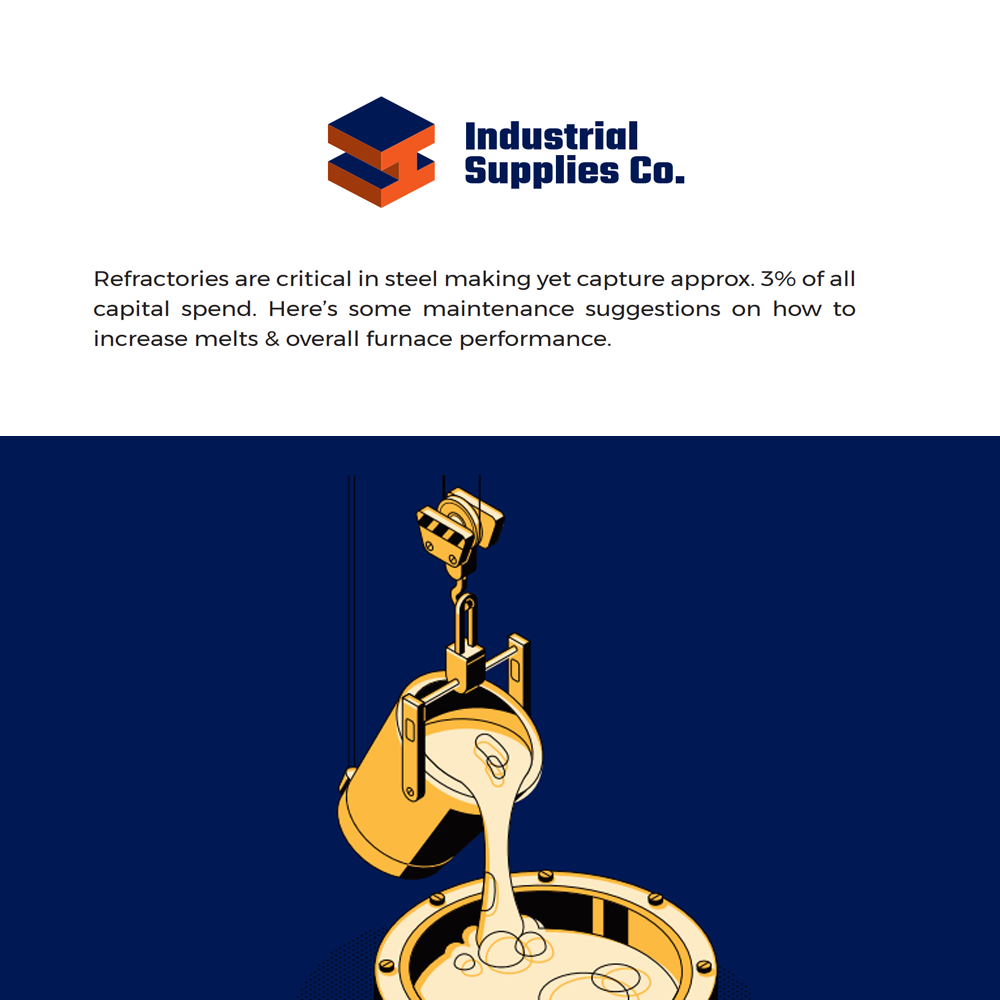 Industrial
Supplies Co.
Refractories are critical in steel making yet capture approx. 3% of all
capital spend. Here’s some maintenance suggestions on how to
increase melts & overall furnace performance.